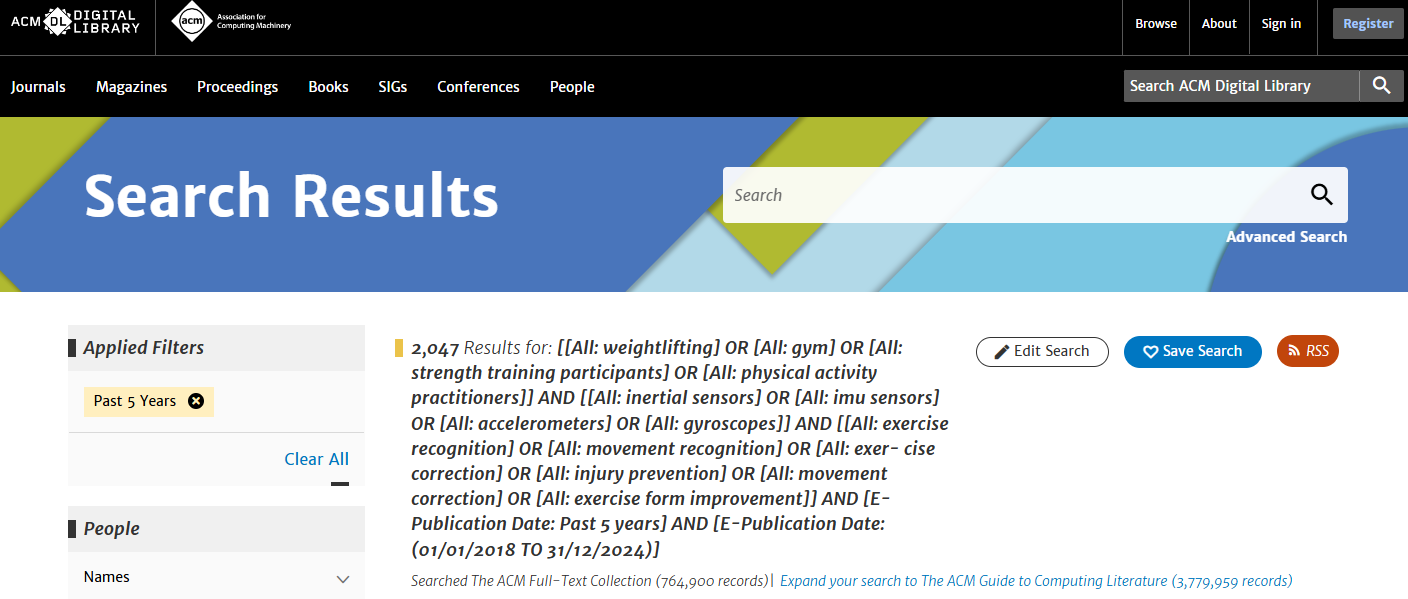 ACM DL DIGITAL LIBRARY
acm Association for Computing Machinery
Browse
About
Sign in
Register
Journals
Magazines
Proceedings
Books
SIGs
Conferences
People
Search ACM Digital Library
Search Results
Search
Advanced Search
Applied Filters
Past 5 Years
Clear All
People
Names
2,047 Results for: [[All: weightlifting] OR [All: gym] OR [All:
strength training participants] OR [All: physical activity
practitioners]] AND [[All: inertial sensors] OR [All: imu sensors]
OR [All: accelerometers] OR [All: gyroscopes]] AND [[All: exercise
recognition] OR [All: movement recognition] OR [All: exer- cise
correction] OR [All: injury prevention] OR [All: movement
correction] OR [All: exercise form improvement]] AND [E-
Publication Date: Past 5 years] AND [E-Publication Date:
(01/01/2018 TO 31/12/2024)]
Edit Search
Save Search
RSS
Searched The ACM Full-Text Collection (764,900 records)| Expand your search to The ACM Guide to Computing Literature (3,779,959 records)